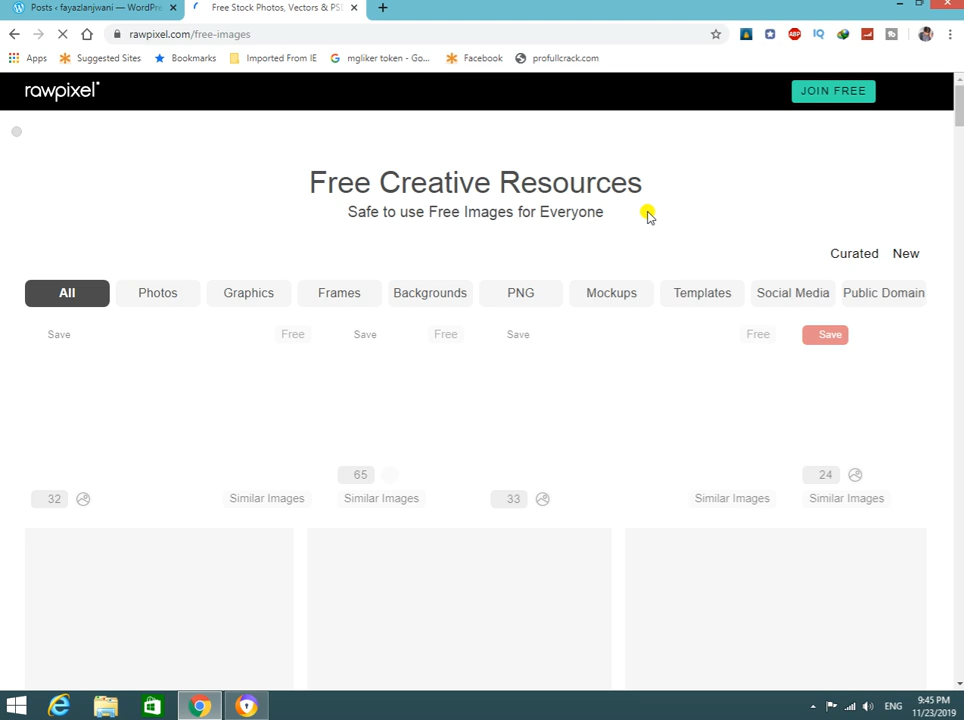 Posts ‹ fayazlanjwani — WordPre
Free Stock Photos, Vectors & PSD
rawpixel.com/free-images
Apps Suggested Sites Bookmarks Imported From IE mgliker token - Go... Facebook profullcrack.com
rawpixel
JOIN FREE
Free Creative Resources
Safe to use Free Images for Everyone
Curated New
All Photos Graphics Frames Backgrounds PNG Mockups Templates Social Media Public Domain
Save Free Save Free Save Free Save
65 24
32 Similar Images Similar Images 33 Similar Images Similar Images
ENG
9:45 PM
11/23/2019